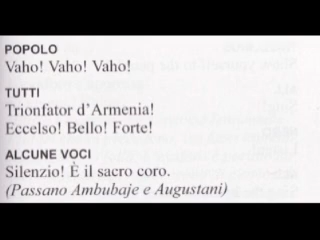 POPOLO
Vaho! Vaho! Vaho!
TUTTI
Trionfator d'Armenia!
Eccelso! Bello! Forte!
ALCUNE VOCI
Silenzio! È il sacro coro.
(Passano Ambubaje e Augustani)